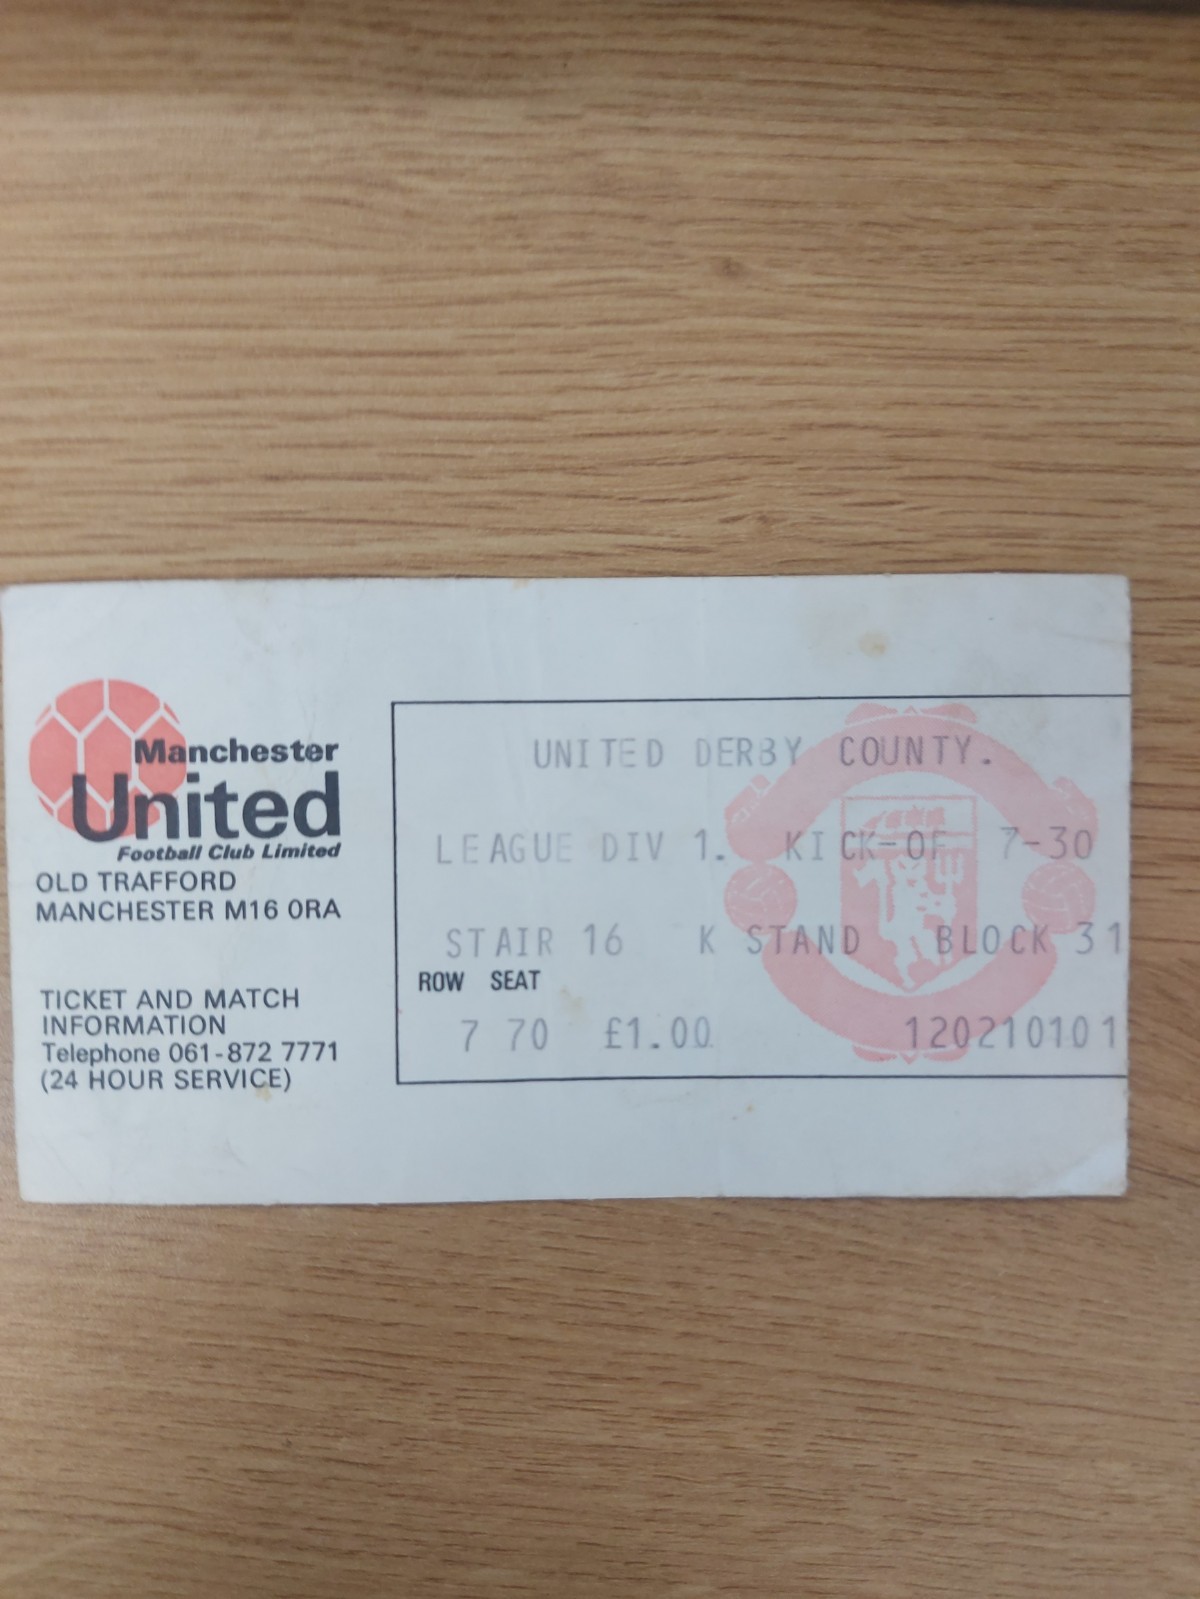 Manchester
United
Football Club Limited
OLD TRAFFORD
MANCHESTER M16 0RA
TICKET AND MATCH
INFORMATION
Telephone 061-872 7771
(24 HOUR SERVICE)
UNITED DERBY COUNTY.
LEAGUE DIV 1. KICK-OF 7-30
STAIR 16 K STAND BLOCK 31
ROW SEAT
7 70 £1.00 120210101